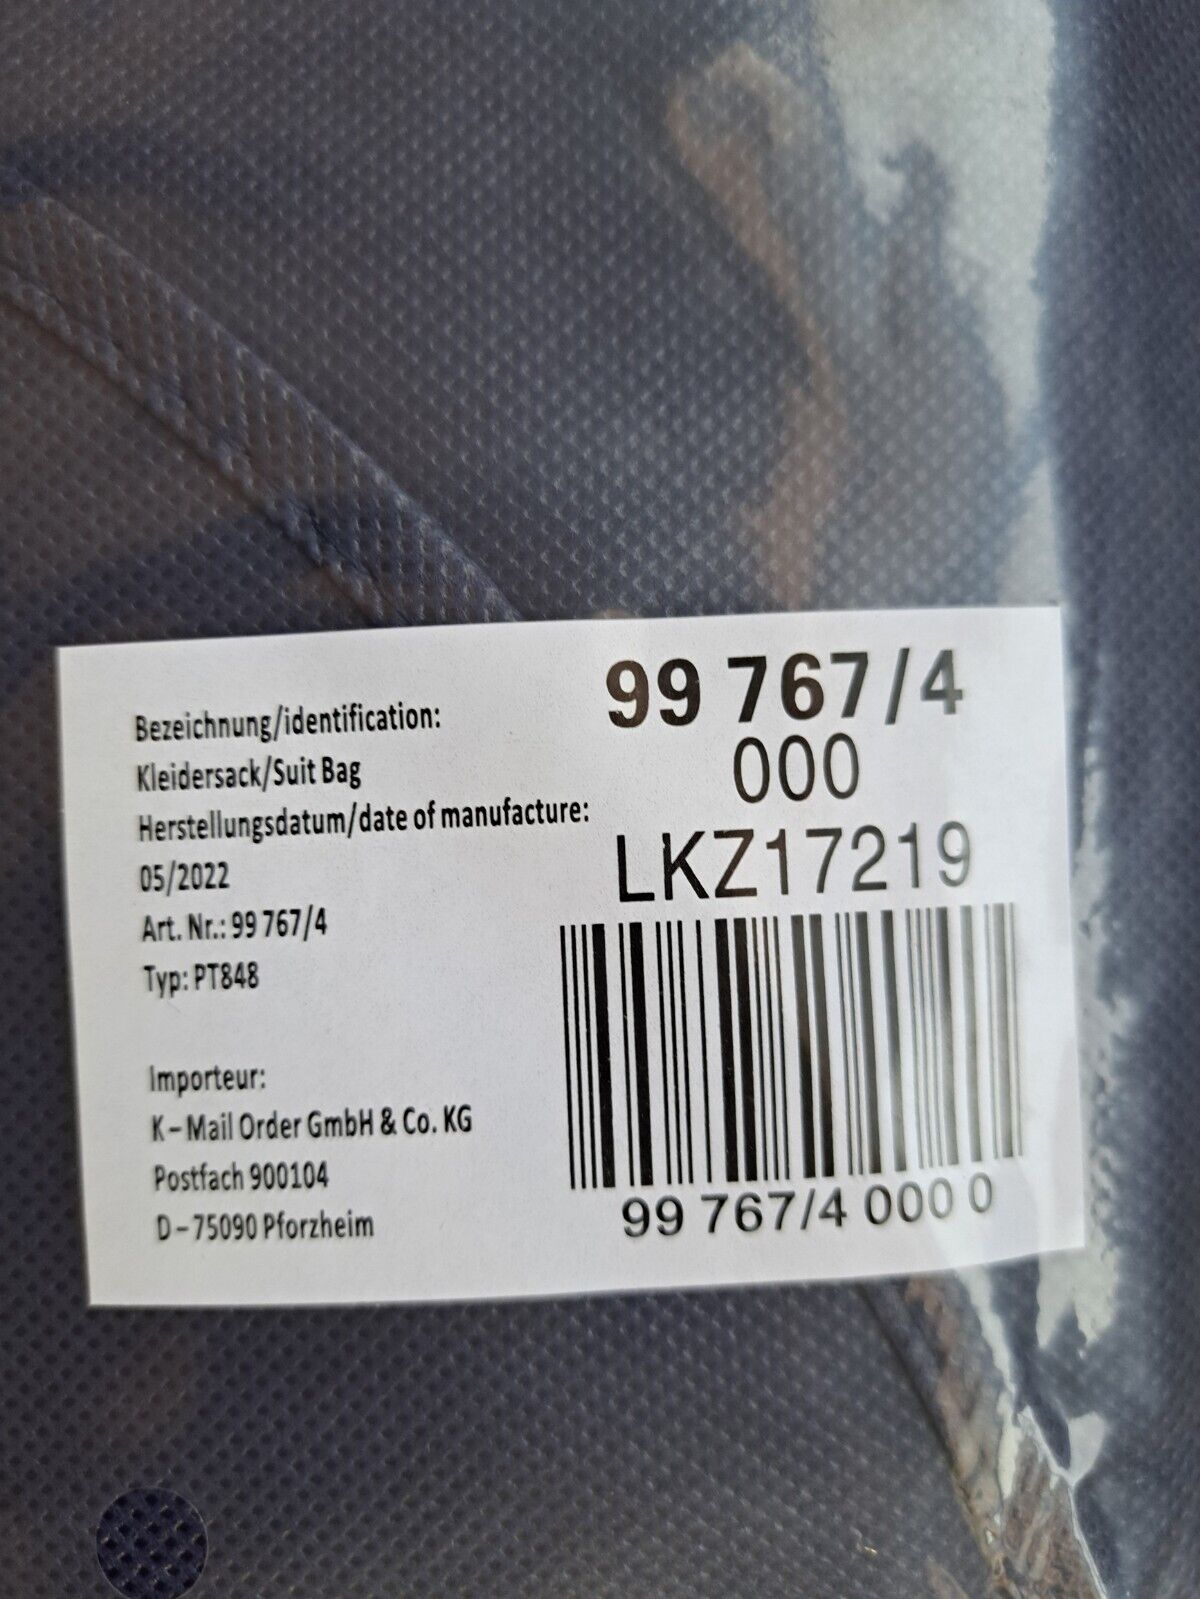 Bezeichnung/identification:
Kleidersack/Suit Bag
Herstellungsdatum/date of manufacture:
05/2022
Art. Nr.: 99 767/4
Typ: PT848
Importeur:
K – Mail Order GmbH & Co. KG
Postfach 900104
D – 75090 Pforzheim
99 767/4
000
LKZ17219
99 767/4 000 0